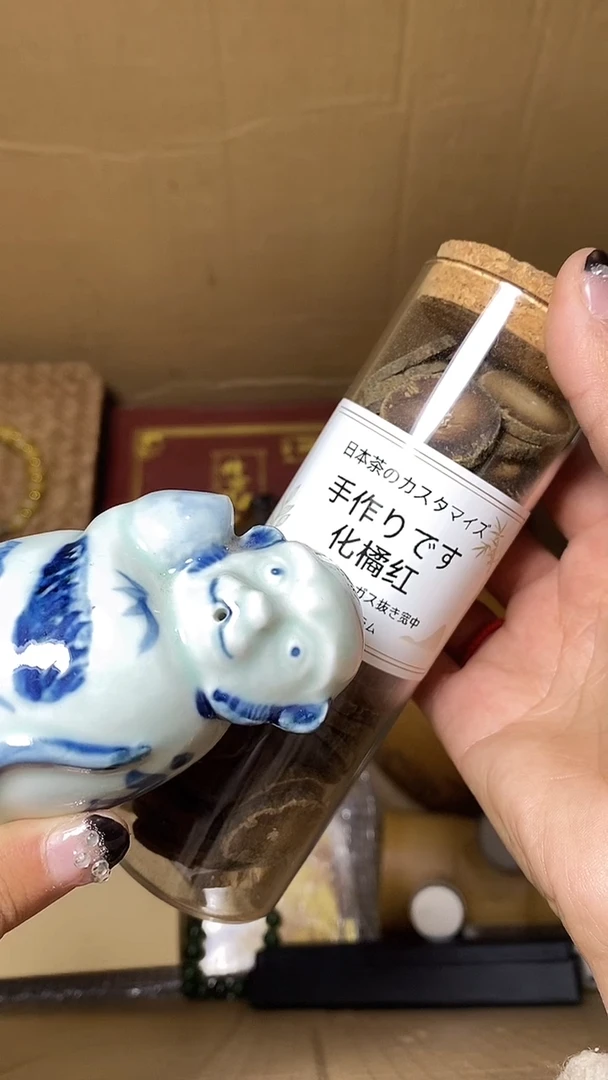 日本茶のカスタマイズ
手作りです
化橘红
ガス抜き宽中